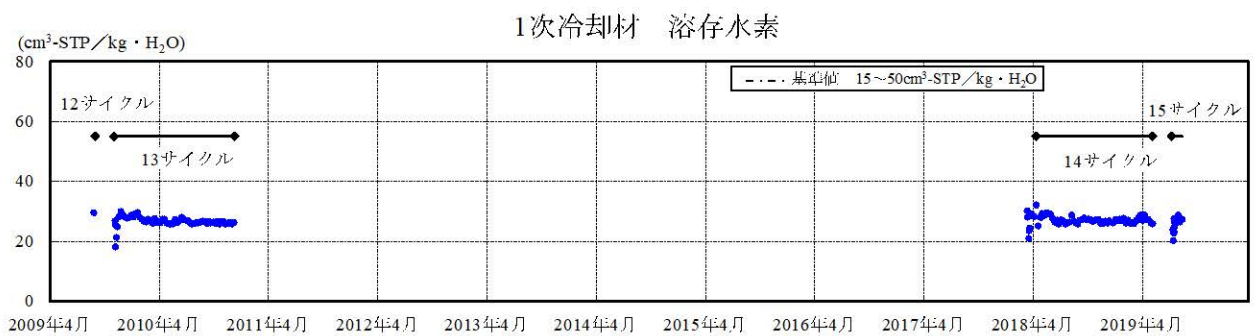 1次冷却材　溶存水素
(cm³-STP／kg・H₂O)
80
-・-・ 基準値　15～50cm³-STP／kg・H₂O
12サイクル
15サイクル
60
13サイクル
14サイクル
40
20
0
2009年4月 2010年4月 2011年4月 2012年4月 2013年4月 2014年4月 2015年4月 2016年4月 2017年4月 2018年4月 2019年4月